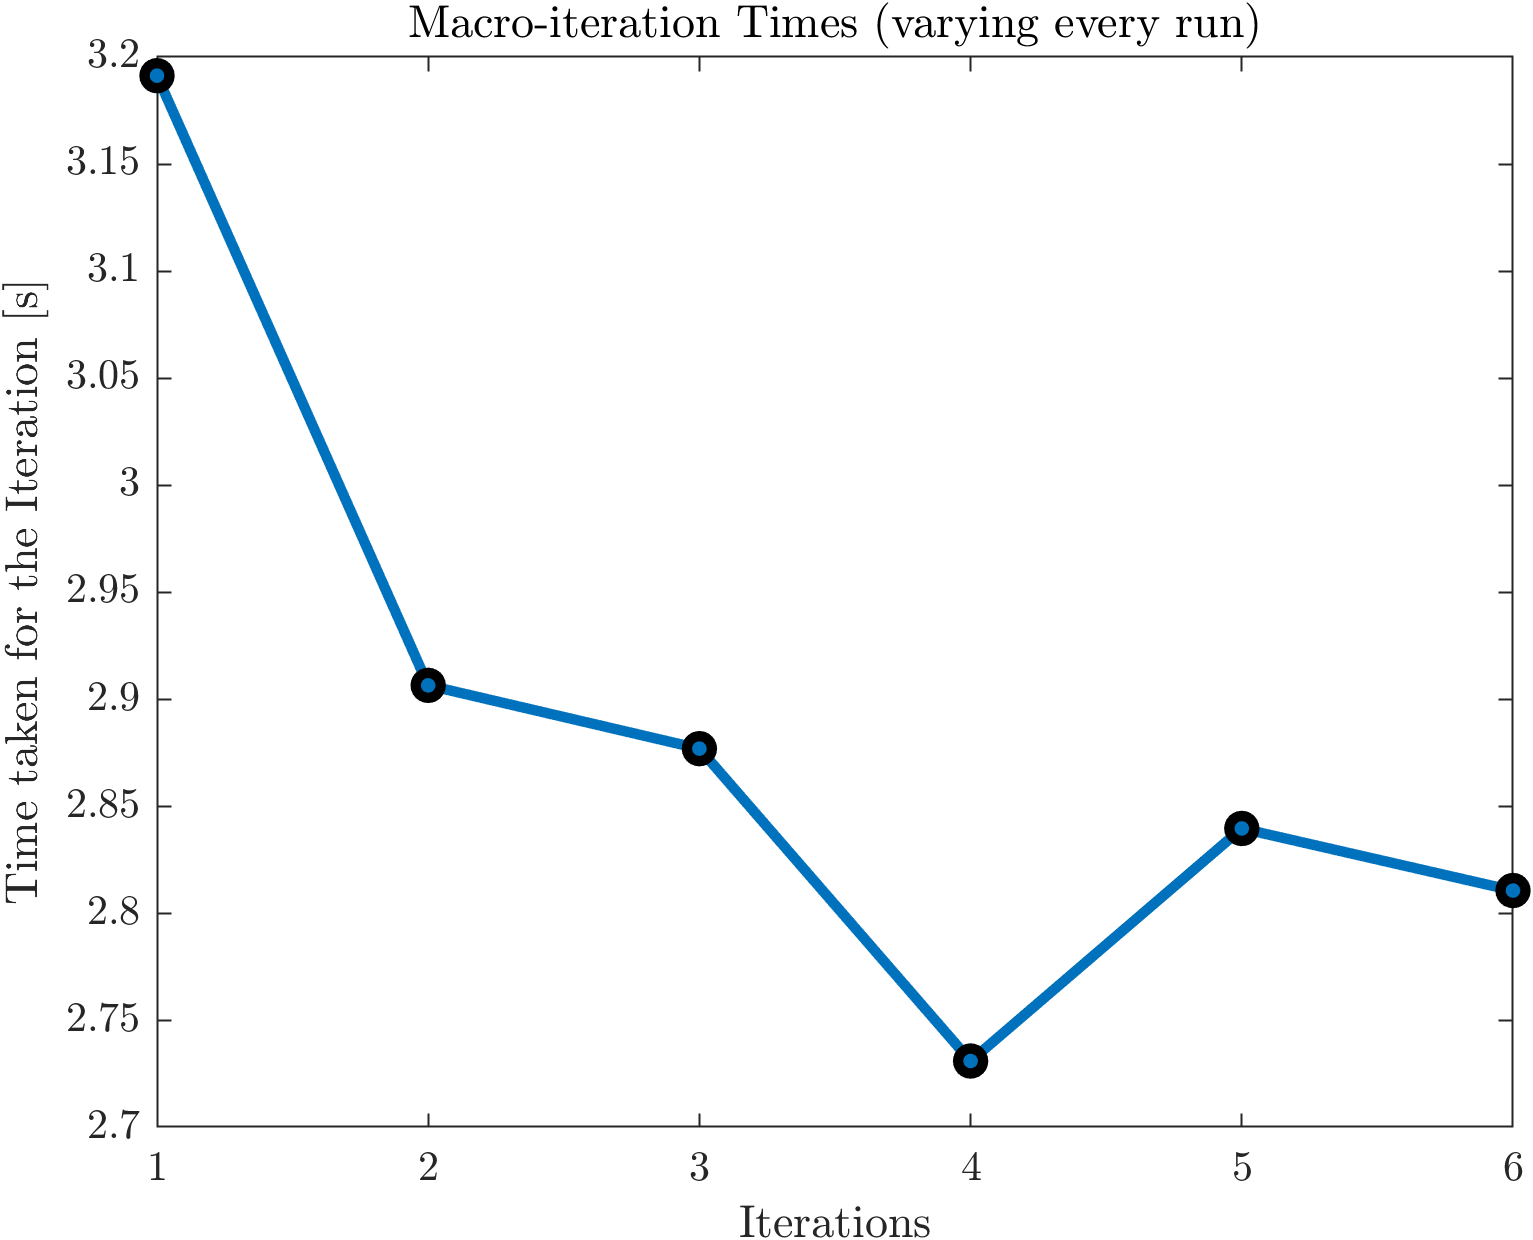 Macro-iteration Times (varying every run)
3.2
3.15
3.1
3.05
3
2.95
2.9
2.85
2.8
2.75
2.7
Time taken for the Iteration [s]
1 2 3 4 5 6
Iterations